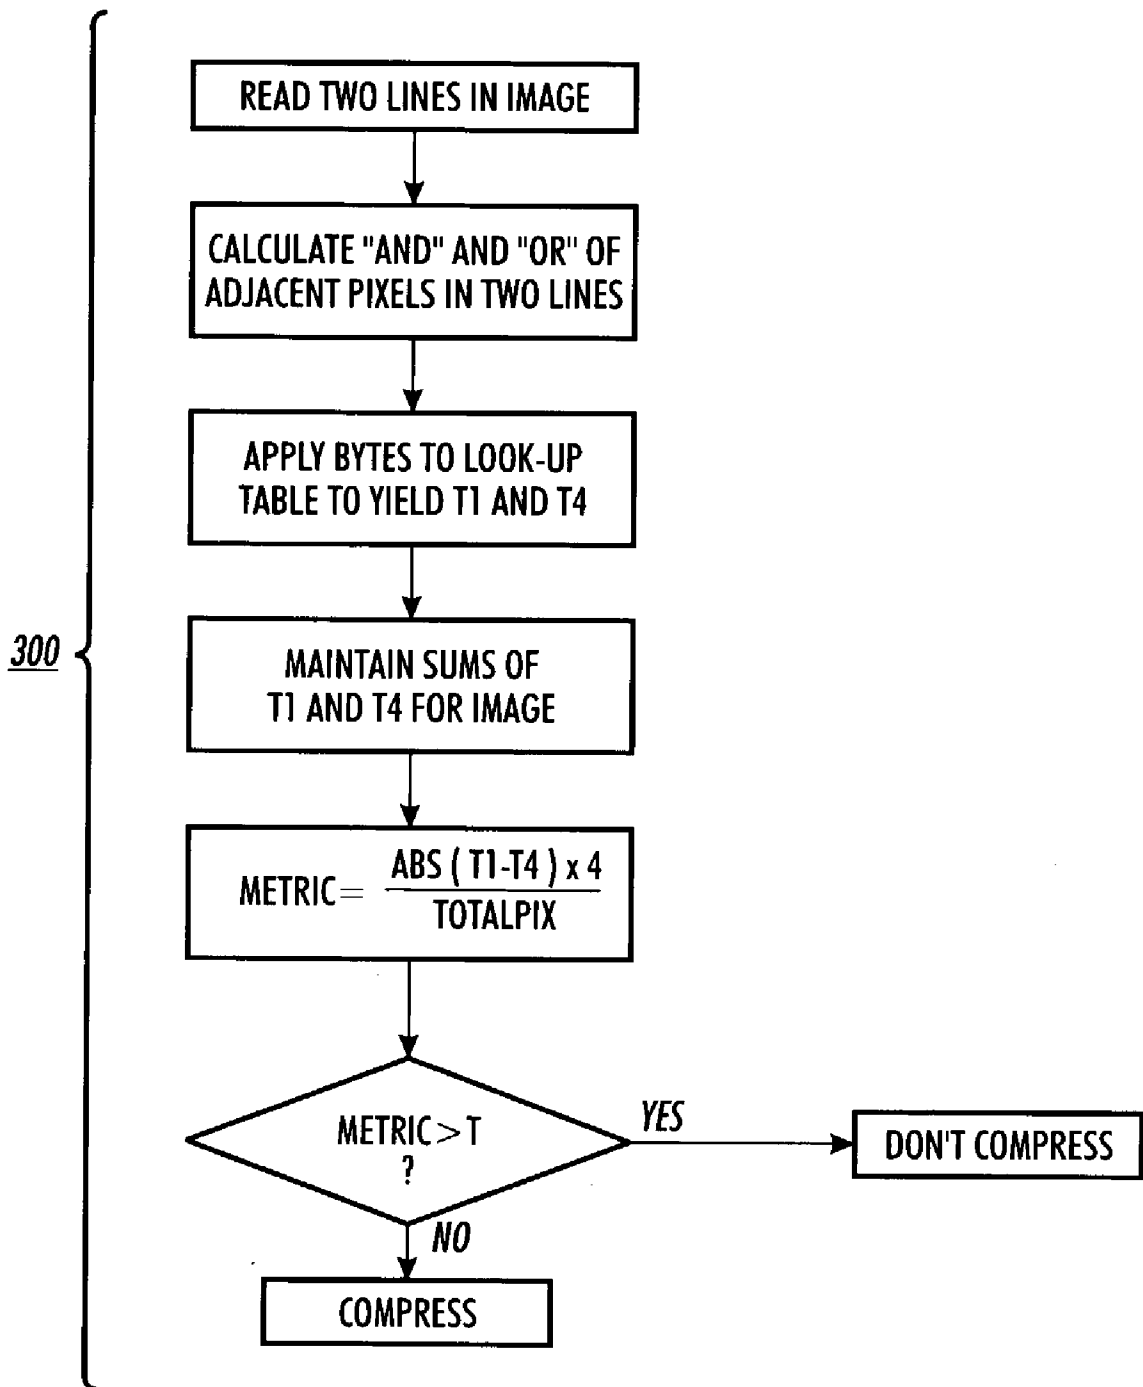 READ TWO LINES IN IMAGE
CALCULATE "AND" AND "OR" OF
ADJACENT PIXELS IN TWO LINES
APPLY BYTES TO LOOK-UP
TABLE TO YIELD T1 AND T4
300
MAINTAIN SUMS OF
T1 AND T4 FOR IMAGE
METRIC = ABS ( T1-T4 ) x 4
TOTALPIX
METRIC > T
?
YES
DON'T COMPRESS
NO
COMPRESS